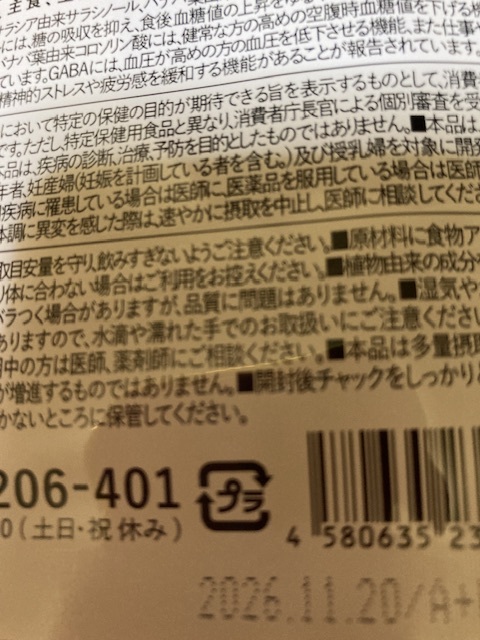 ラシア由来サラシノール、バナバ葉
には、糖の吸収を抑え、食後血糖値の上昇をゆ
バナバ葉由来コロソリン酸には、健常な方の高めの空腹時血糖値を下げる機
ています。GABAには、血圧が高めの方の血圧を低下させる機能、また仕事
精神的ストレスや疲労感を緩和する機能があることが報告されています。
において特定の保健の目的が期待できる旨を表示するものとして、消費者
です。ただし、特定保健用食品と異なり、消費者庁長官による個別審査を受
品は、疾病の診断、治療、予防を目的としたものではありません。■本品は、
年者、妊産婦(妊娠を計画している者を含む。)及び授乳婦を対象に開発
疾病に罹患している場合は医師に、医薬品を服用している場合は医師
体調に異変を感じた際は、速やかに摂取を中止し、医師に相談してくださ
取目安量を守り、飲みすぎないようご注意ください。■原材料に食物ア
体に合わない場合はご利用をお控えください。■植物由来の成分
バラつく場合がありますが、品質に問題はありません。■湿気や
ありますので、水滴や濡れた手でのお取扱いにご注意ください
中の方は医師、薬剤師にご相談ください。■本品は多量摂取
が増進するものではありません。■開封後チャックをしっかりと
かないところに保管してください。
206-401
0(土日・祝休み)
プラ
4 580635 23
2026.11.20/A+